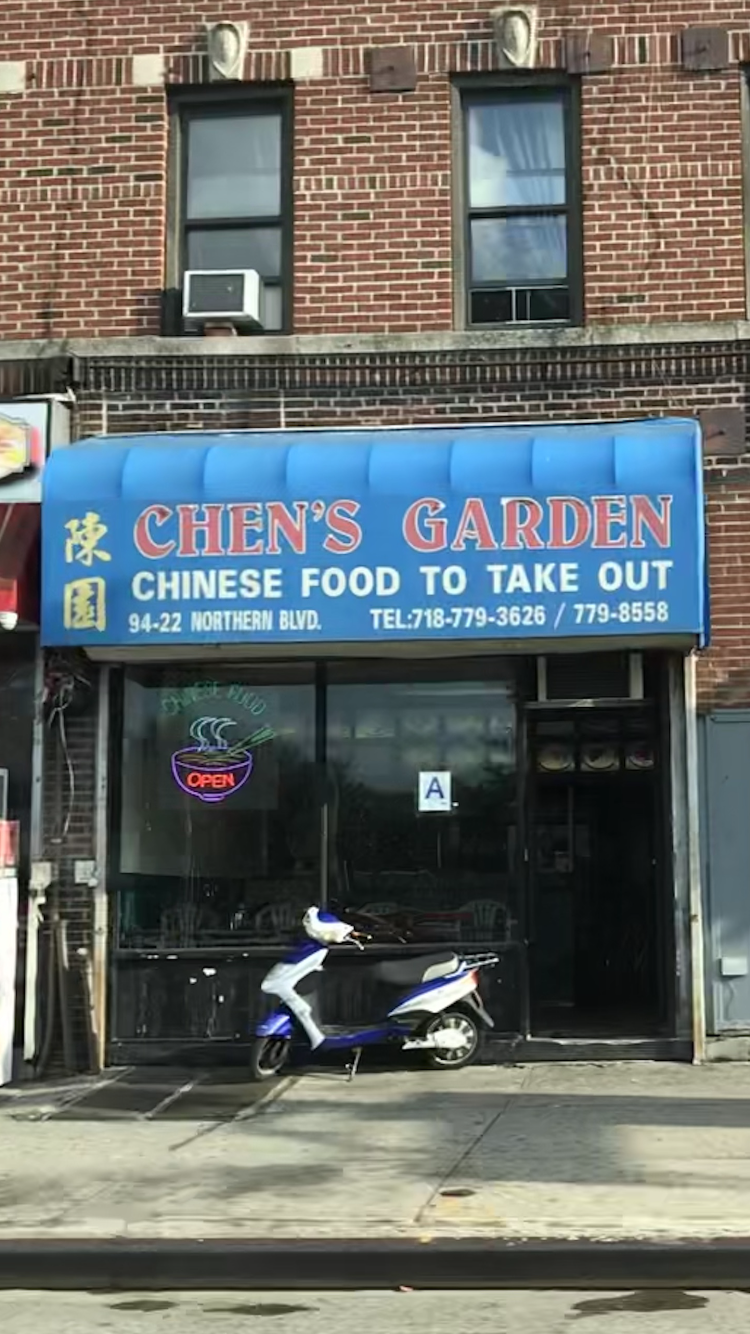 陳園
CHEN'S GARDEN
CHINESE FOOD TO TAKE OUT
94-22 NORTHERN BLVD. TEL:718-779-3626 / 779-8558
CHINESE FOOD
OPEN
A